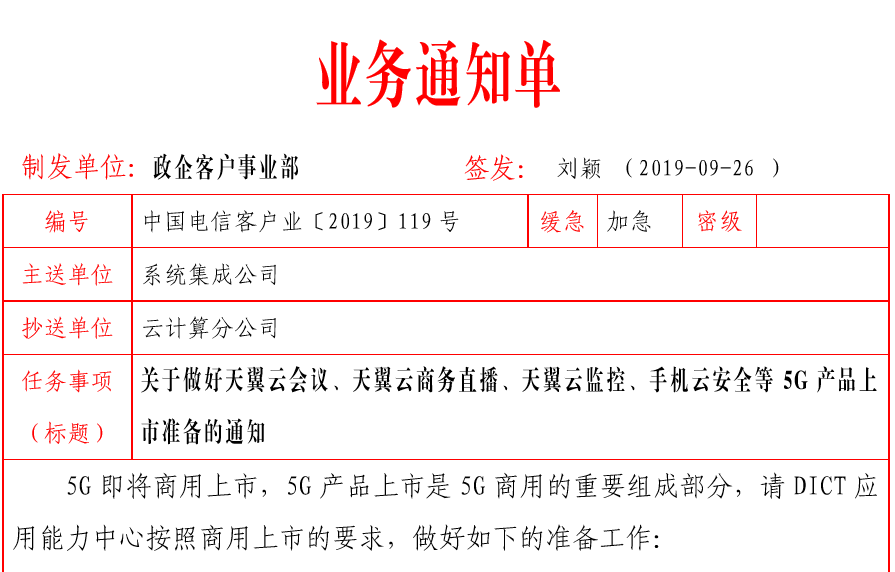 业务通知单
制发单位：政企客户事业部 签发： 刘颖 （2019-09-26 ）
编号 中国电信客户业〔2019〕119 号 缓急 加急 密级
主送单位 系统集成公司
抄送单位 云计算分公司
任务事项 关于做好天翼云会议、天翼云商务直播、天翼云监控、手机云安全等 5G 产品上
（标题） 市准备的通知
5G 即将商用上市，5G 产品上市是 5G 商用的重要组成部分，请 DICT 应
用能力中心按照商用上市的要求，做好如下的准备工作：